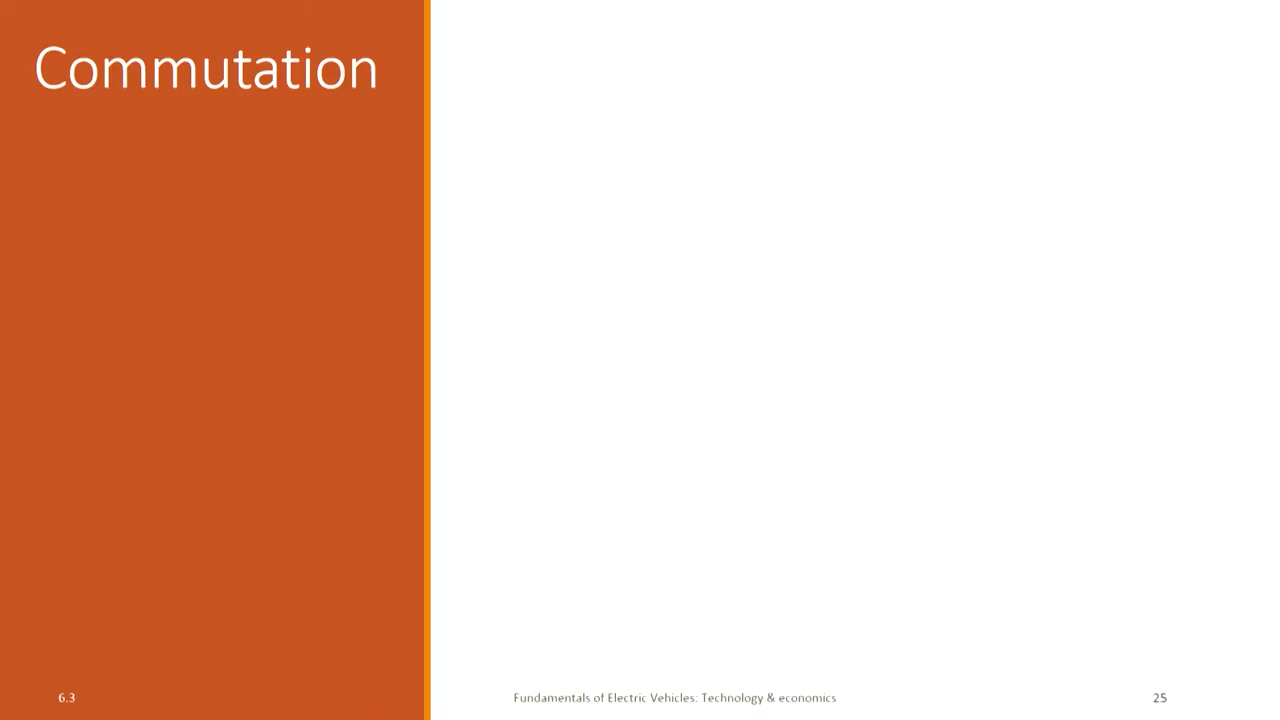 Commutation
6.3
Fundamentals of Electric Vehicles: Technology & economics
25